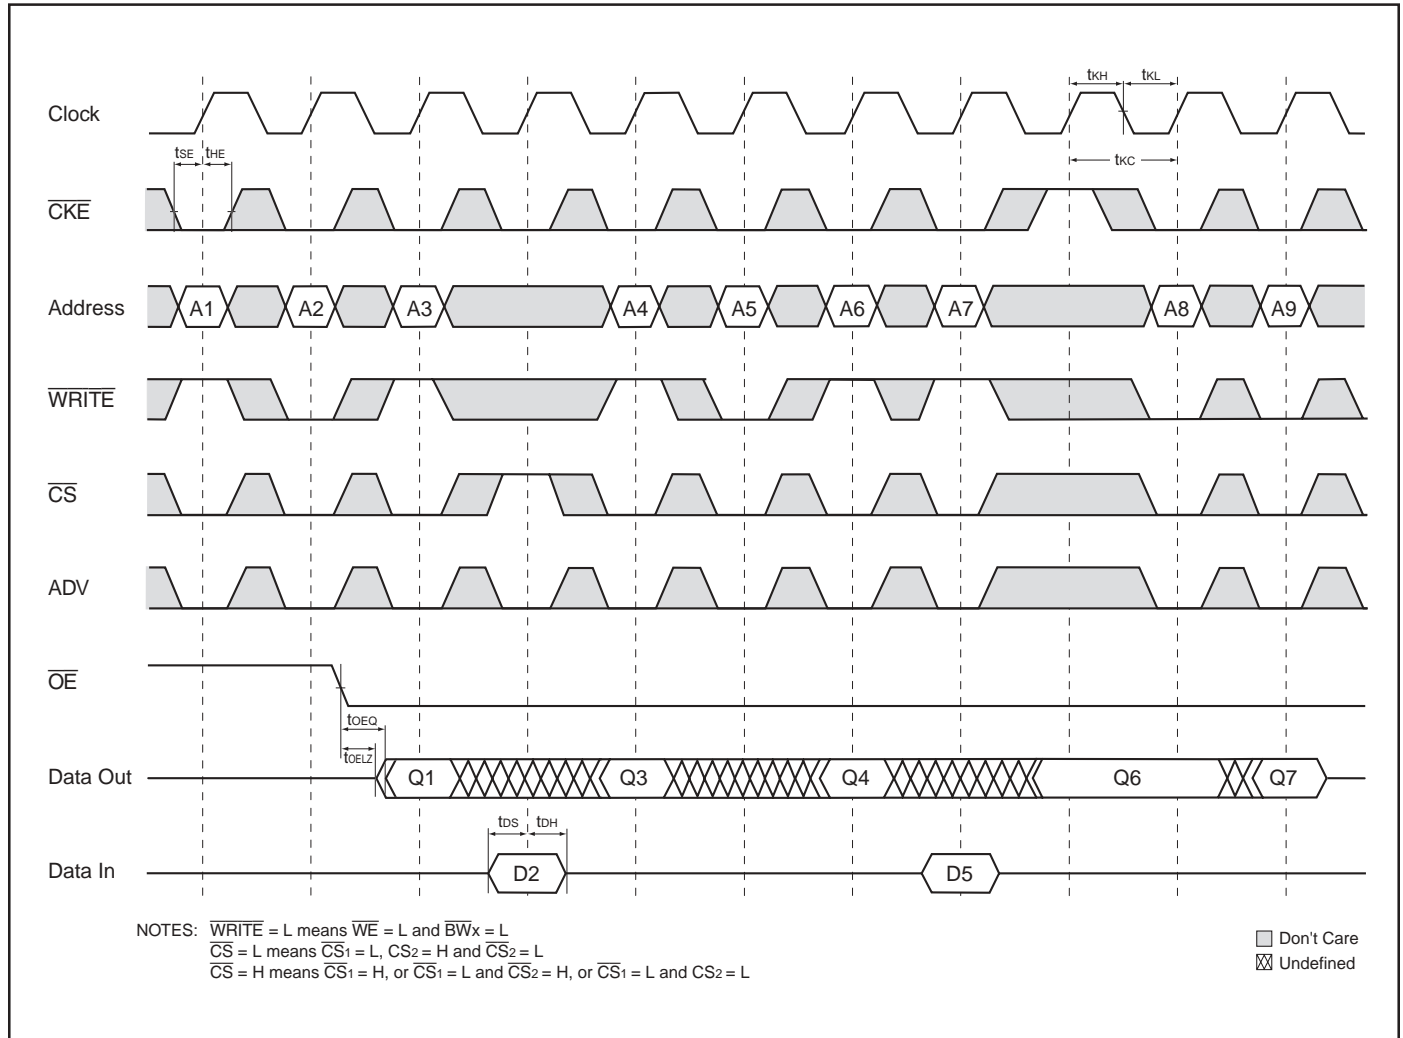 tKH tKL
Clock
tSE tHE
tKC
CKE
Address A1 A2 A3 A4 A5 A6 A7 A8 A9
WRITE
CS
ADV
OE
tOEQ
tOELZ
Data Out Q1 Q3 Q4 Q6 Q7
tDS tDH
Data In D2 D5
NOTES: WRITE = L means WE = L and BWx = L
CS = L means CS1 = L, CS2 = H and CS2 = L
CS = H means CS1 = H, or CS1 = L and CS2 = H, or CS1 = L and CS2 = L
Don't Care
Undefined